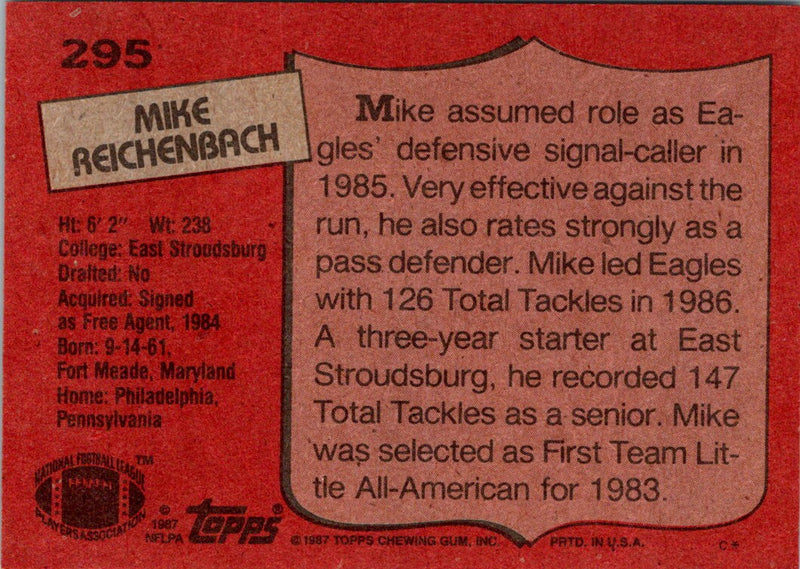 295
MIKE
REICHENBACH
Ht: 6' 2" Wt: 238
College: East Stroudsburg
Drafted: No
Acquired: Signed
as Free Agent, 1984
Born: 9-14-61,
Fort Meade, Maryland
Home: Philadelphia,
Pennsylvania
Mike assumed role as Ea-
gles' defensive signal-caller in
1985. Very effective against the
run, he also rates strongly as a
pass defender. Mike led Eagles
with 126 Total Tackles in 1986.
A three-year starter at East
Stroudsburg, he recorded 147
Total Tackles as a senior. Mike
was selected as First Team Lit-
tle All-American for 1983.
NATIONAL FOOTBALL LEAGUE
PLAYERS ASSOCIATION
TM
©
1987
NFLPA
Topps®
© 1987 TOPPS CHEWING GUM, INC. PRTD. IN U.S.A. C*